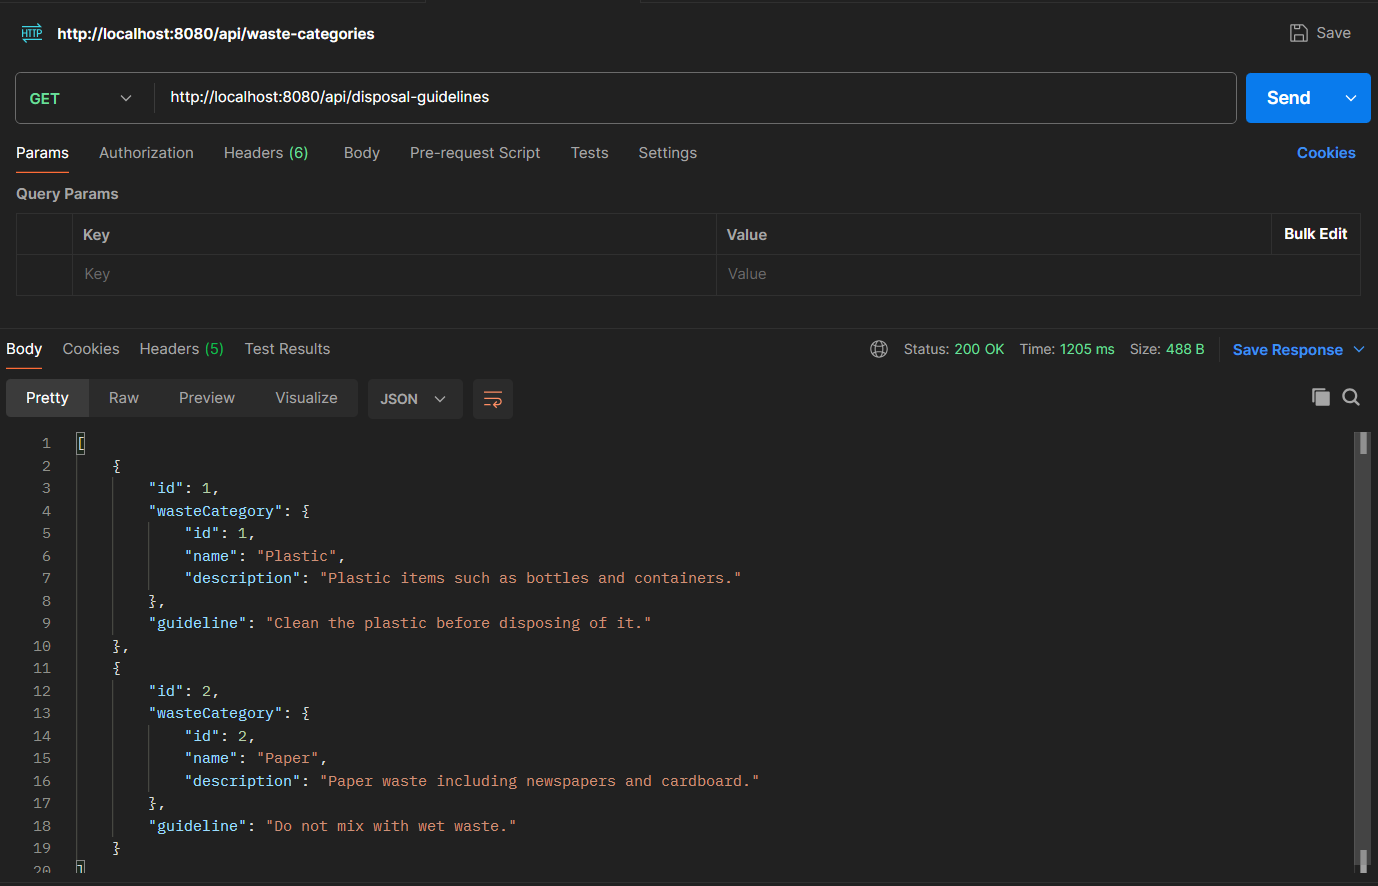 HTTP http://localhost:8080/api/waste-categories Save
GET http://localhost:8080/api/disposal-guidelines Send
Params Authorization Headers (6) Body Pre-request Script Tests Settings Cookies
Query Params
Key Value Bulk Edit
Key Value
Body Cookies Headers (5) Test Results Status: 200 OK Time: 1205 ms Size: 488 B Save Response
Pretty Raw Preview Visualize JSON
1 [
2 {
3 "id": 1,
4 "wasteCategory": {
5 "id": 1,
6 "name": "Plastic",
7 "description": "Plastic items such as bottles and containers."
8 },
9 "guideline": "Clean the plastic before disposing of it."
10 },
11 {
12 "id": 2,
13 "wasteCategory": {
14 "id": 2,
15 "name": "Paper",
16 "description": "Paper waste including newspapers and cardboard."
17 },
18 "guideline": "Do not mix with wet waste."
19 }
20 ]